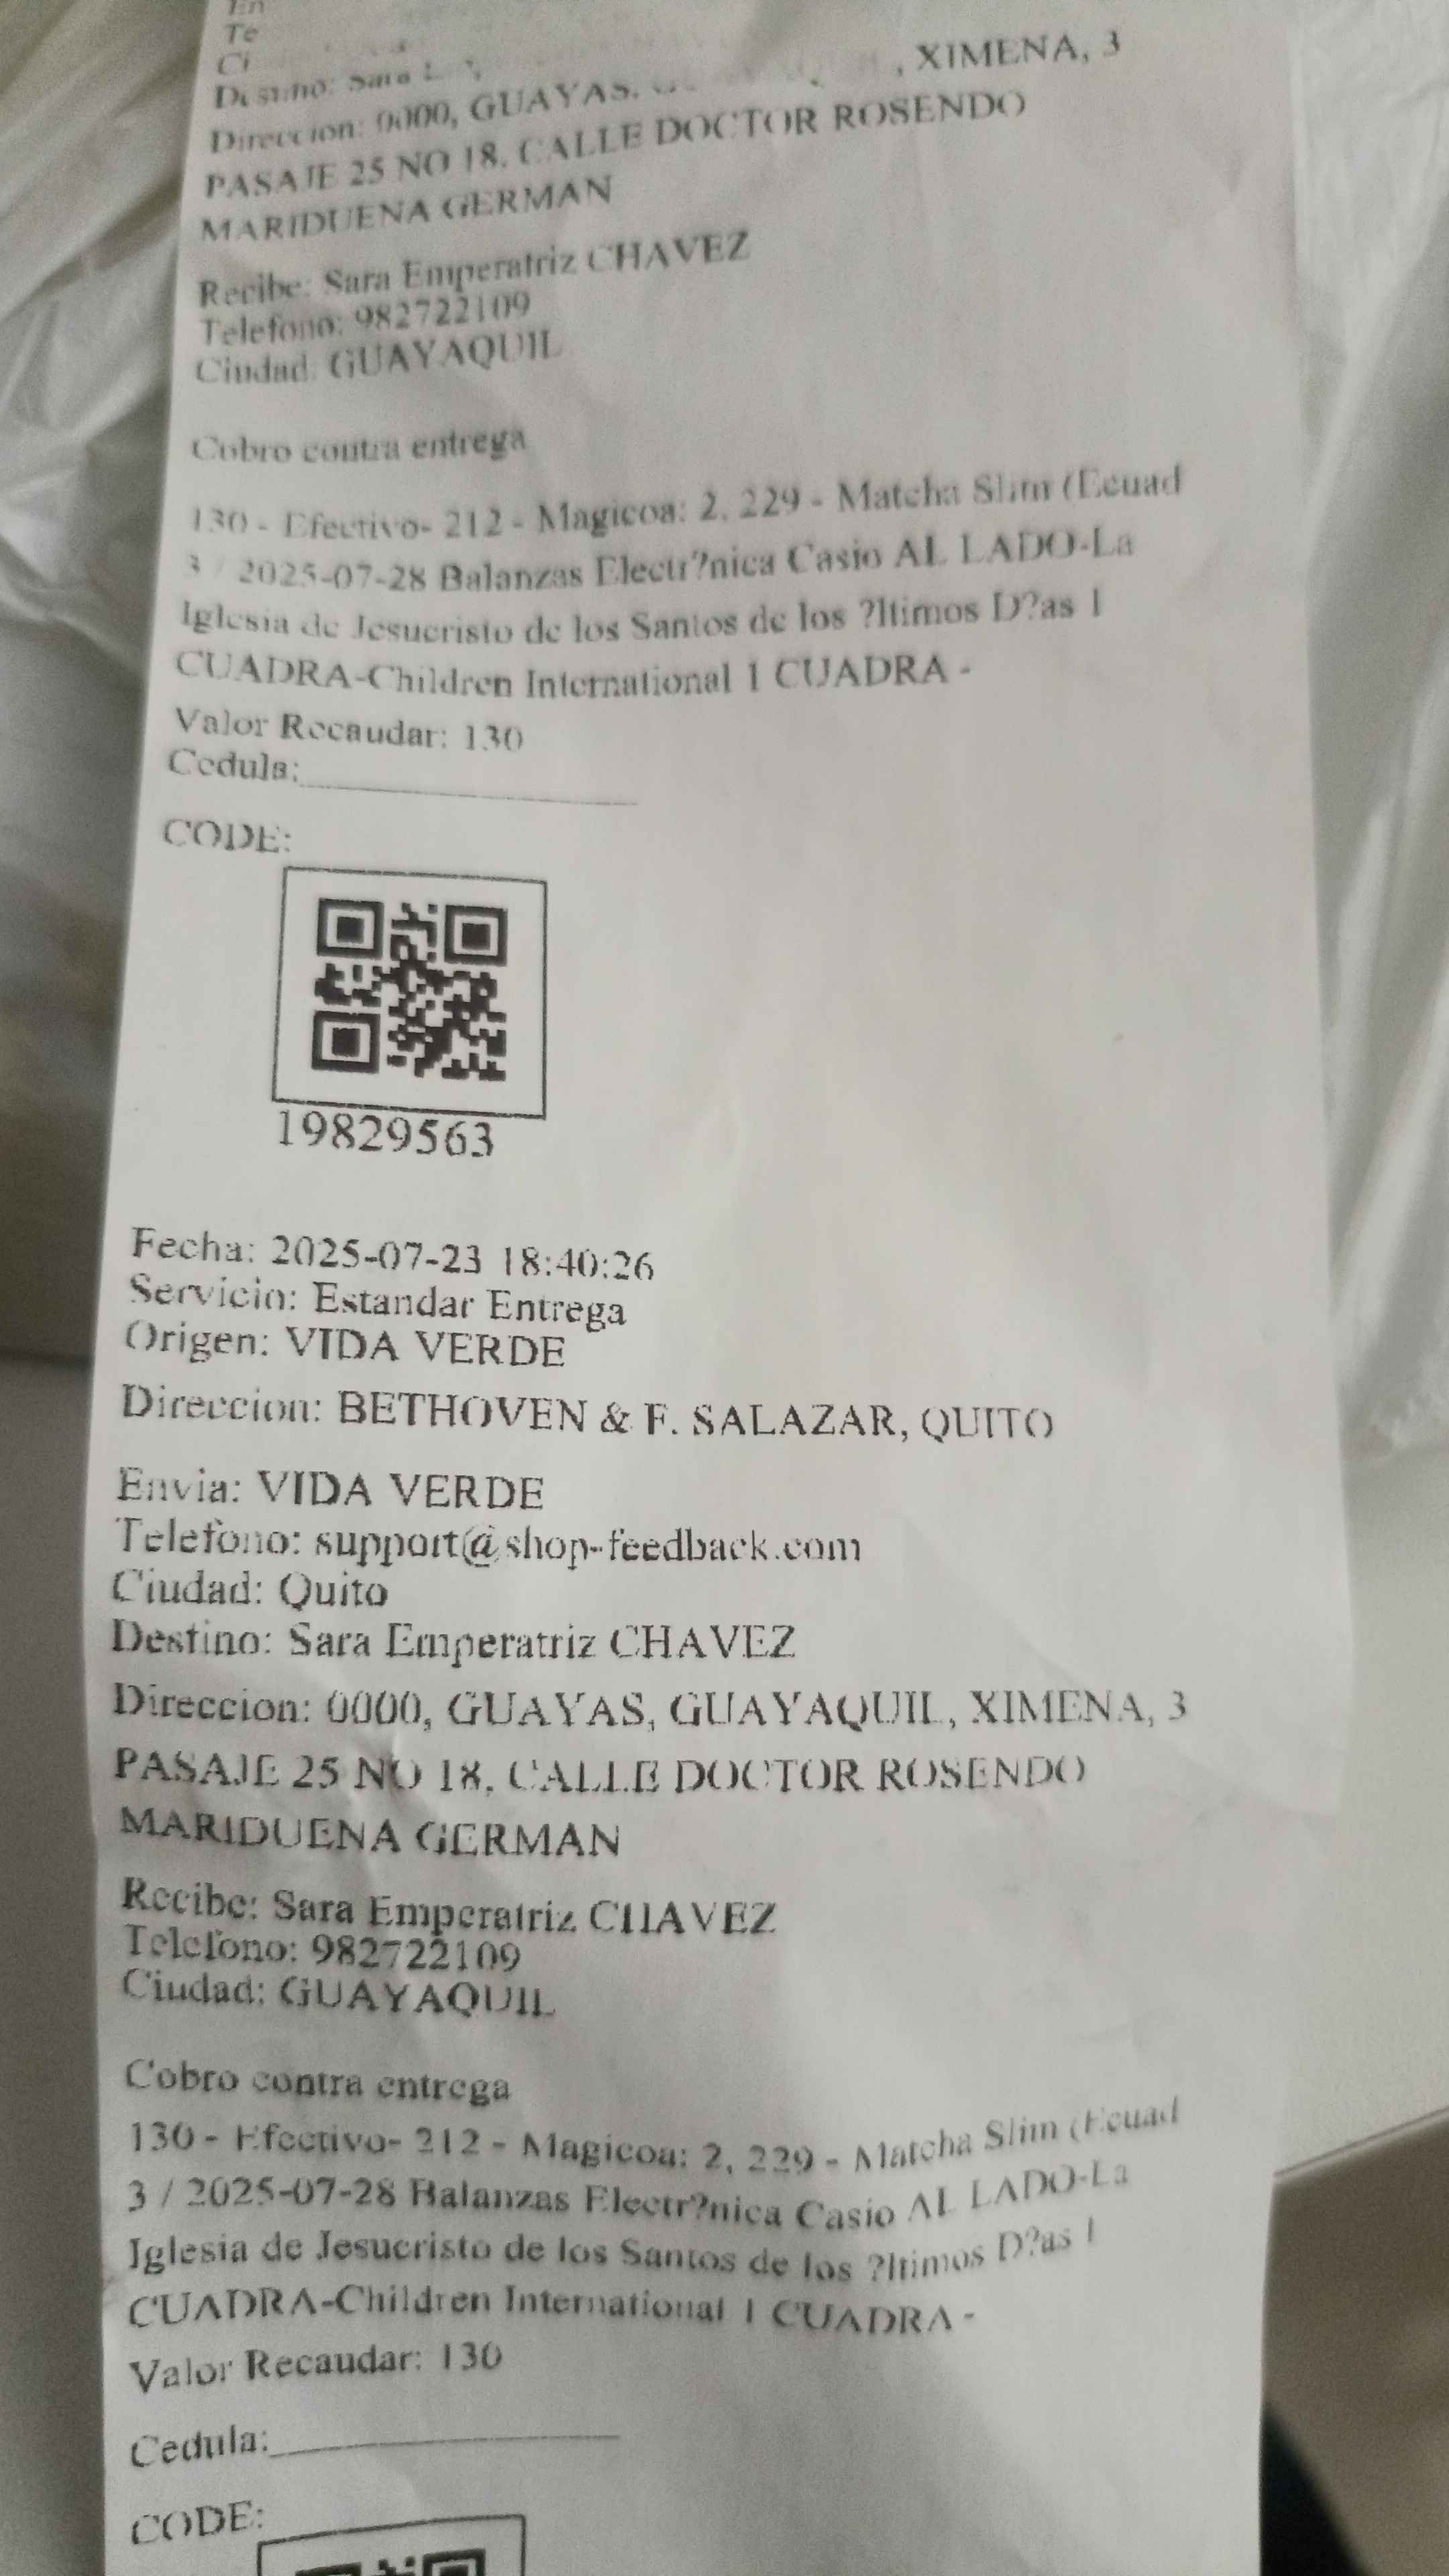 En
Te
Ci
Destino: Sara
Direccion: 0000, GUAYAS, , XIMENA, 3
PASAJE 25 NO 18, CALLE DOCTOR ROSENDO
MARIDUENA GERMAN
Recibe: Sara Emperatriz CHAVEZ
Telefono: 982722109
Ciudad: GUAYAQUIL
Cobro contra entrega
130 - Efectivo- 212 - Magicoa: 2, 229 - Matcha Slim (Ecuad
3 / 2025-07-28 Balanzas Electr?nica Casio AL LADO-La
Iglesia de Jesucristo de los Santos de los ?ltimos D?as 1
CUADRA-Children International 1 CUADRA -
Valor Recaudar: 130
Cedula:
CODE:
19829563
Fecha: 2025-07-23 18:40:26
Servicio: Estandar Entrega
Origen: VIDA VERDE
Direccion: BETHOVEN & F. SALAZAR, QUITO
Envia: VIDA VERDE
Telefono: support@shop-feedback.com
Ciudad: Quito
Destino: Sara Emperatriz CHAVEZ
Direccion: 0000, GUAYAS, GUAYAQUIL, XIMENA, 3
PASAJE 25 NO 18, CALLE DOCTOR ROSENDO
MARIDUENA GERMAN
Recibe: Sara Emperatriz CHAVEZ
Telefono: 982722109
Ciudad: GUAYAQUIL
Cobro contra entrega
130 - Efectivo- 212 - Magicoa: 2, 229 - Matcha Slim (Ecuad
3 / 2025-07-28 Balanzas Electr?nica Casio AL LADO-La
Iglesia de Jesucristo de los Santos de los ?ltimos D?as 1
CUADRA-Children International 1 CUADRA -
Valor Recaudar: 130
Cedula:
CODE: